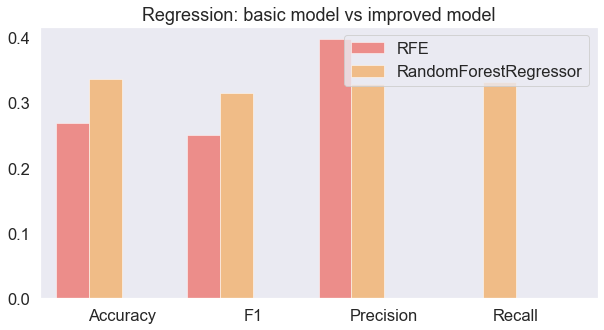 Regression: basic model vs improved model
RFE
RandomForestRegressor
0.4
0.3
0.2
0.1
0.0
Accuracy F1 Precision Recall